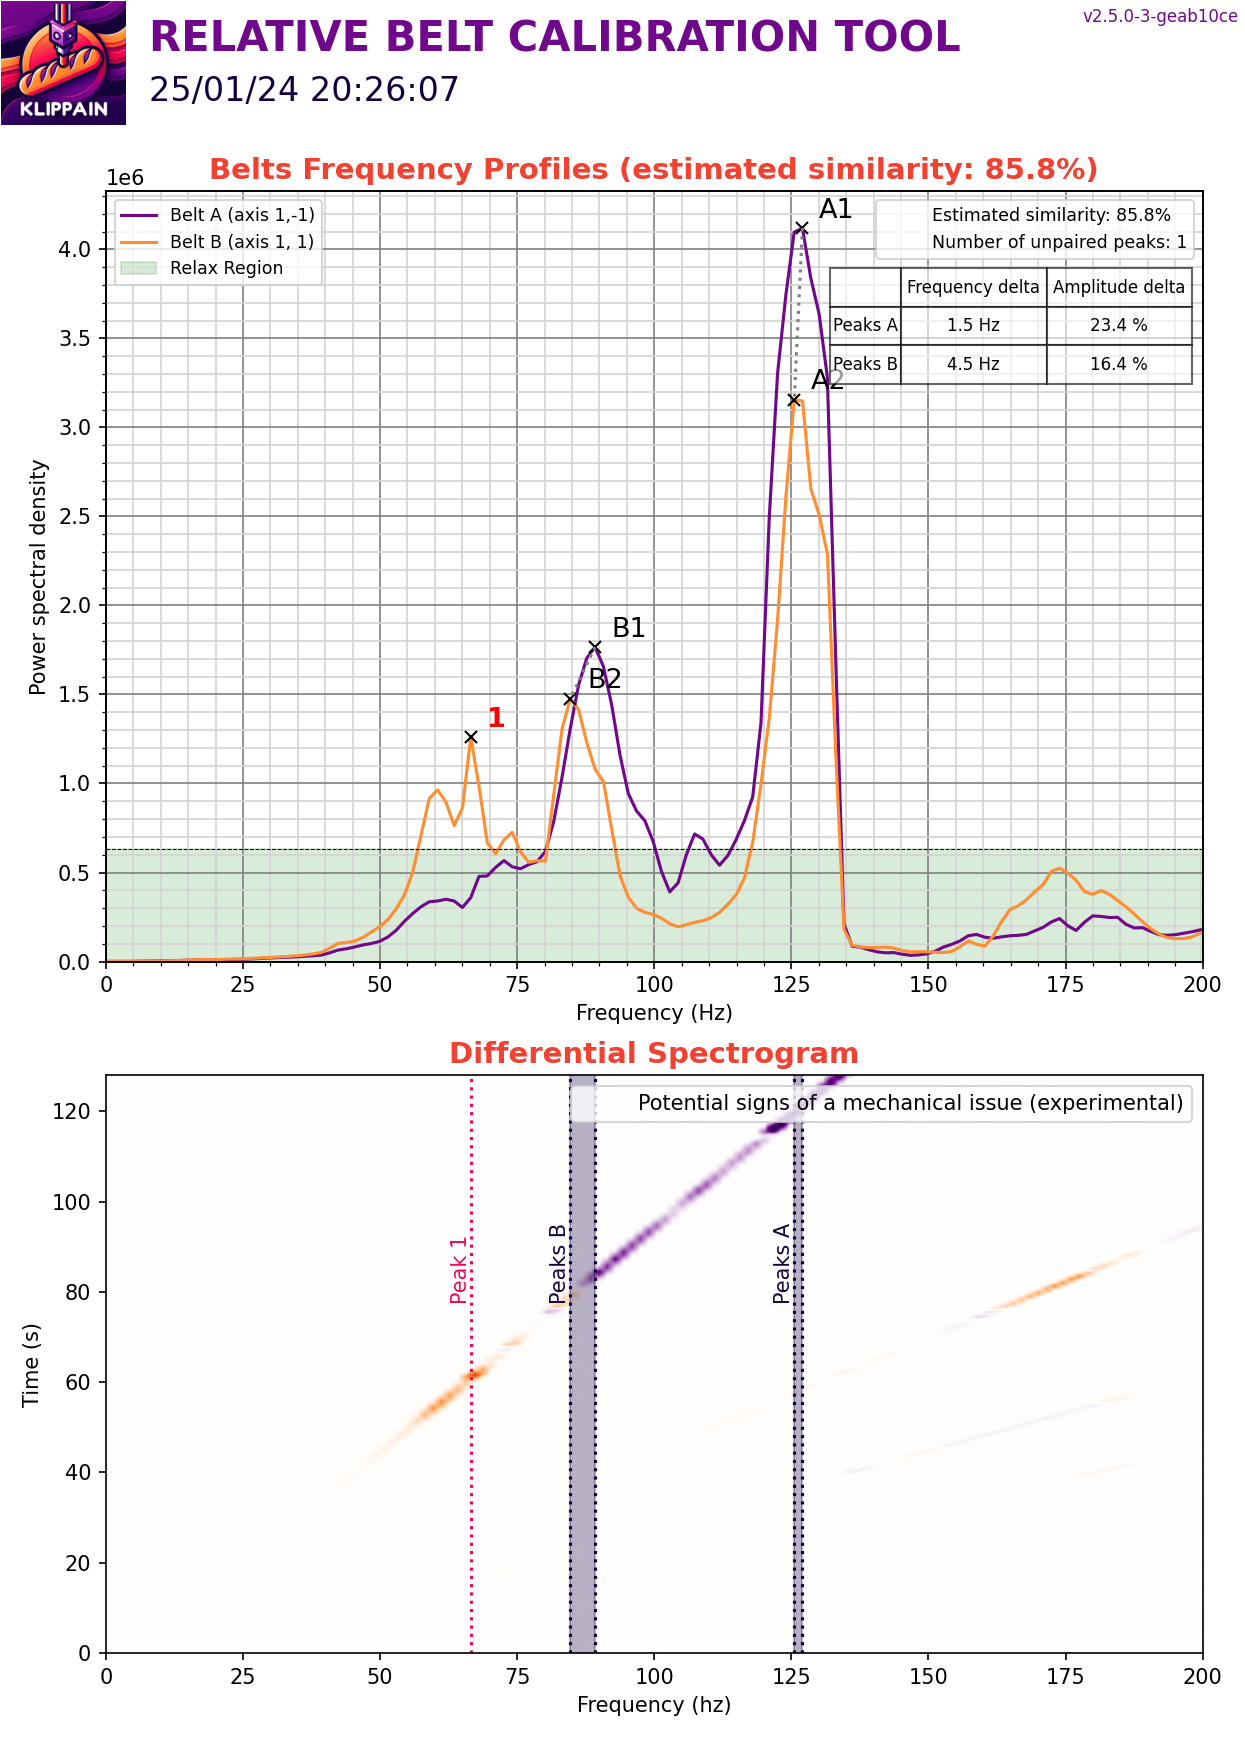 RELATIVE BELT CALIBRATION TOOL
v2.5.0-3-geab10ce
25/01/24 20:26:07
KLIPPAIN
Belts Frequency Profiles (estimated similarity: 85.8%)
1e6
Belt A (axis 1,-1)
Belt B (axis 1, 1)
Relax Region
Estimated similarity: 85.8%
Number of unpaired peaks: 1
Frequency delta Amplitude delta
Peaks A 1.5 Hz 23.4 %
Peaks B 4.5 Hz 16.4 %
A1
A2
B1
B2
1
Power spectral density
4.0
3.5
3.0
2.5
2.0
1.5
1.0
0.5
0.0
0 25 50 75 100 125 150 175 200
Frequency (Hz)
Differential Spectrogram
Potential signs of a mechanical issue (experimental)
Peak 1
Peaks B
Peaks A
Time (s)
120
100
80
60
40
20
0
0 25 50 75 100 125 150 175 200
Frequency (hz)